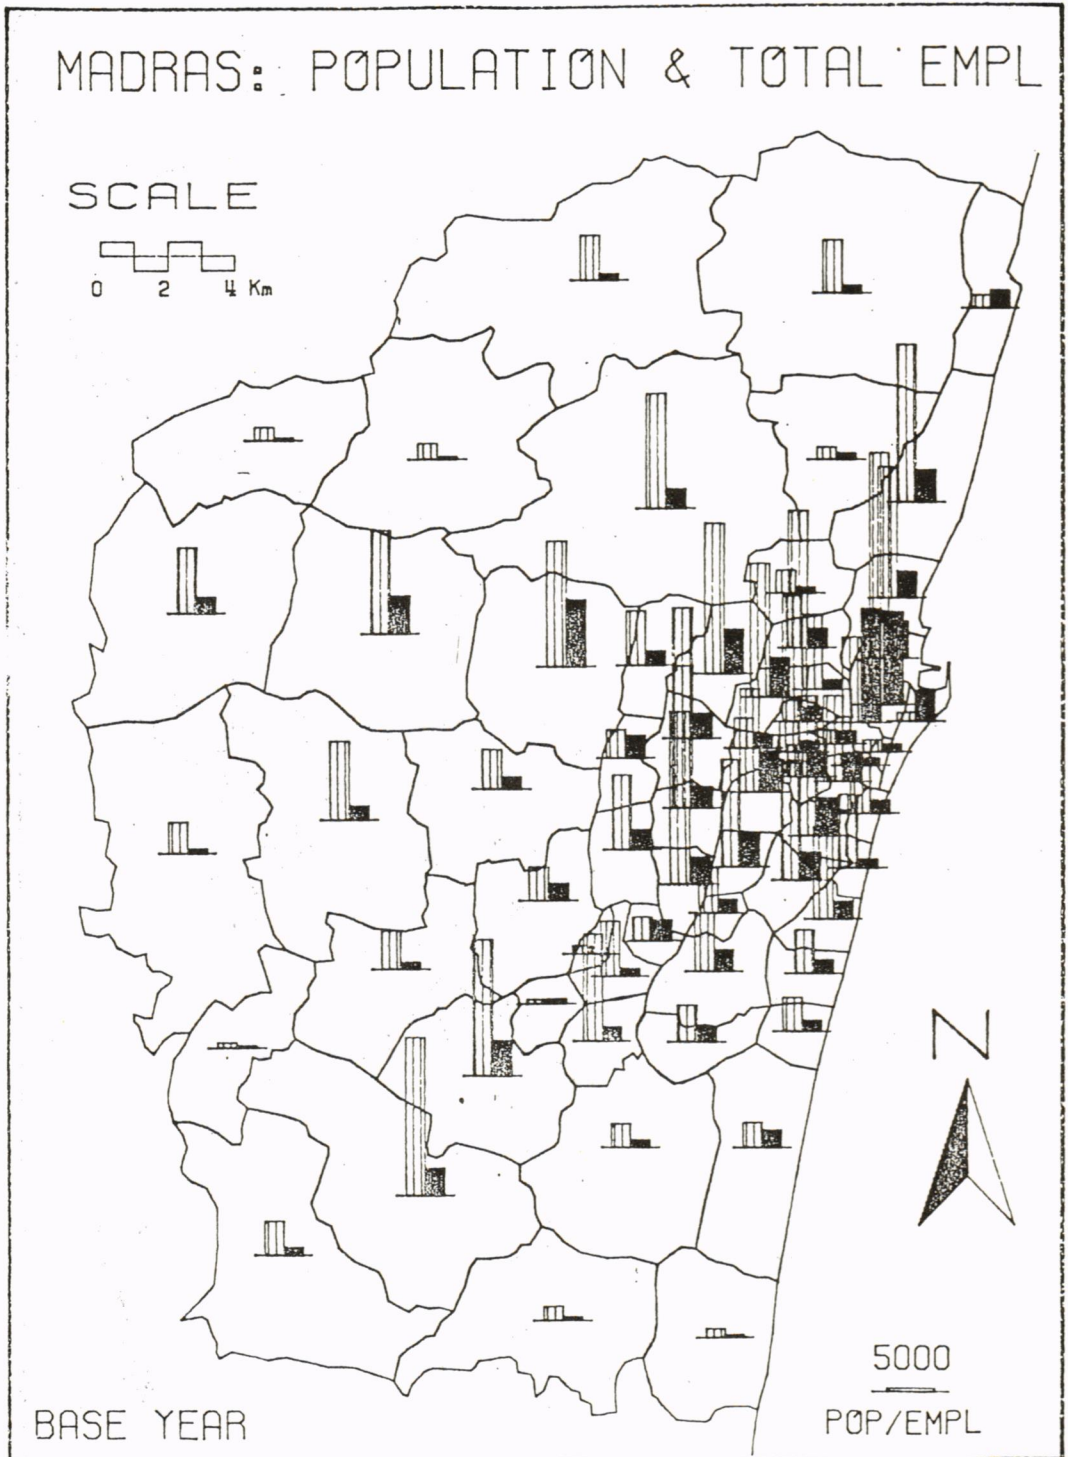 MADRAS: POPULATION & TOTAL EMPL
SCALE
0 2 4 Km
N
5000
POP/EMPL
BASE YEAR